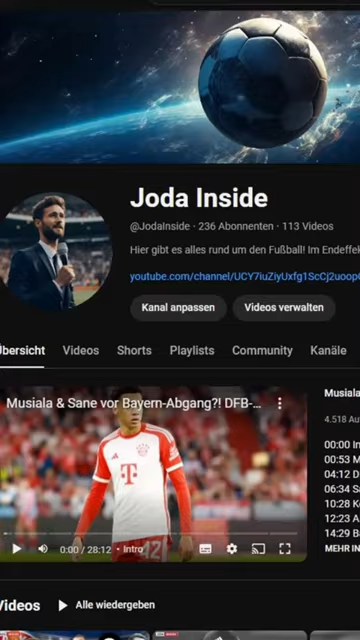 Joda Inside
@JodaInside · 236 Abonnenten · 113 Videos
Hier gibt es alles rund um den Fußball! Im Endeffek
youtube.com/channel/UCY7iuZiyUxfg1ScCj2uoop
Kanal anpassen
Videos verwalten
Übersicht Videos Shorts Playlists Community Kanäle
Musiala & Sane vor Bayern-Abgang?! DFB-...
T
42
0:00 / 28:12 • Intro
Musiala
4.518 Au
00:00 In
00:53 M
04:12 D
06:34 S
10:28 K
12:23 A
14:29 B
MEHR IN
Videos
Alle wiedergeben